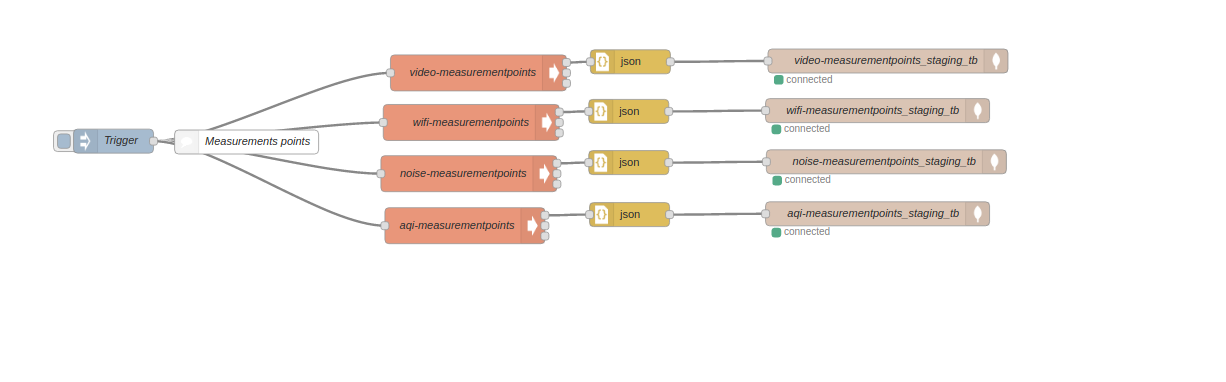 Trigger
Measurements points
video-measurementpoints
json
video-measurementpoints_staging_tb
connected
wifi-measurementpoints
json
wifi-measurementpoints_staging_tb
connected
noise-measurementpoints
json
noise-measurementpoints_staging_tb
connected
aqi-measurementpoints
json
aqi-measurementpoints_staging_tb
connected